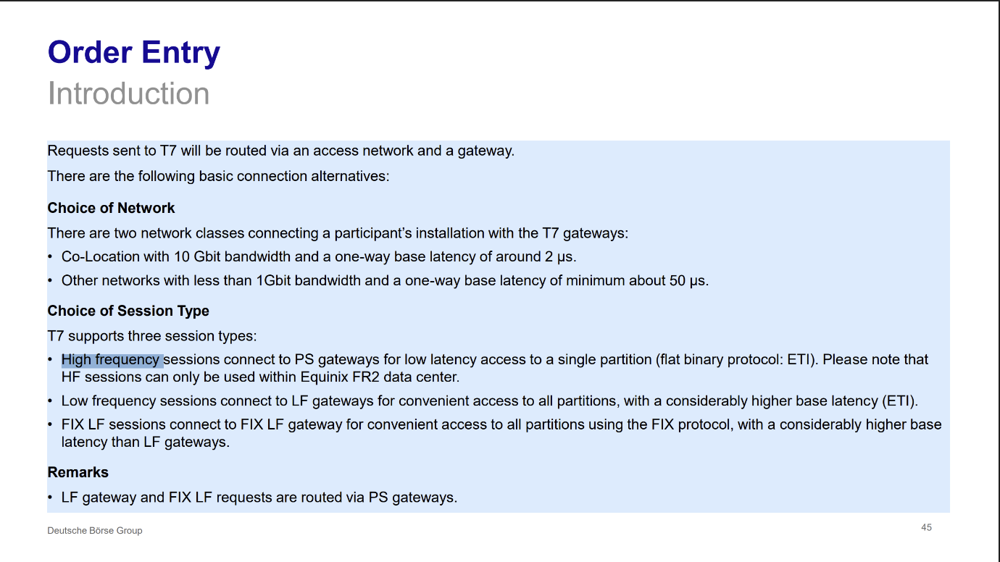 Order Entry
Introduction
Requests sent to T7 will be routed via an access network and a gateway.
There are the following basic connection alternatives:
Choice of Network
There are two network classes connecting a participant’s installation with the T7 gateways:
• Co-Location with 10 Gbit bandwidth and a one-way base latency of around 2 µs.
• Other networks with less than 1Gbit bandwidth and a one-way base latency of minimum about 50 µs.
Choice of Session Type
T7 supports three session types:
• High frequency sessions connect to PS gateways for low latency access to a single partition (flat binary protocol: ETI). Please note that
HF sessions can only be used within Equinix FR2 data center.
• Low frequency sessions connect to LF gateways for convenient access to all partitions, with a considerably higher base latency (ETI).
• FIX LF sessions connect to FIX LF gateway for convenient access to all partitions using the FIX protocol, with a considerably higher base
latency than LF gateways.
Remarks
• LF gateway and FIX LF requests are routed via PS gateways.
Deutsche Börse Group
45